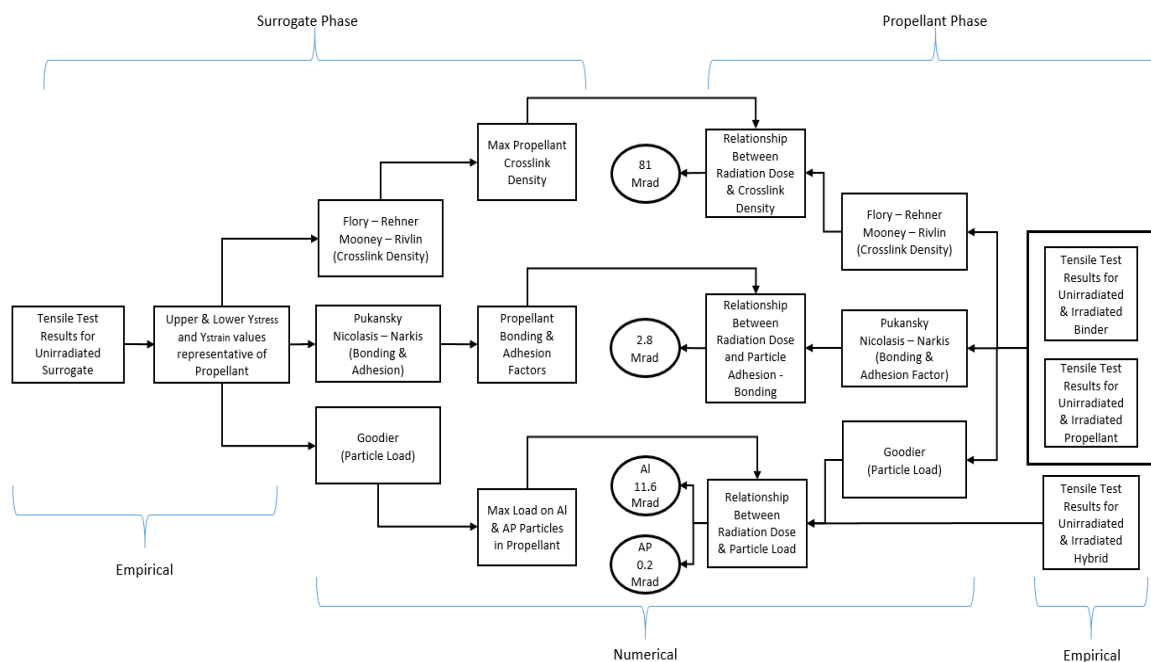 Surrogate Phase
Propellant Phase
Max Propellant
Crosslink
Density
81
Mrad
Relationship
Between
Radiation Dose
& Crosslink
Density
Flory – Rehner
Mooney – Rivlin
(Crosslink Density)
Flory – Rehner
Mooney – Rivlin
(Crosslink Density)
Tensile Test
Results for
Unirradiated
& Irradiated
Binder
Tensile Test
Results for
Unirradiated
Surrogate
Upper & Lower Ystress
and Ystrain values
representative of
Propellant
Pukansky
Nicolasis – Narkis
(Bonding &
Adhesion)
Propellant
Bonding &
Adhesion
Factors
2.8
Mrad
Relationship
Between
Radiation Dose
and Particle
Adhesion -
Bonding
Pukansky
Nicolasis – Narkis
(Bonding &
Adhesion Factor)
Tensile Test
Results for
Unirradiated
& Irradiated
Propellant
Goodier
(Particle Load)
Goodier
(Particle Load)
Max Load on Al
& AP Particles
in Propellant
Al
11.6
Mrad
AP
0.2
Mrad
Relationship
Between
Radiation Dose
& Particle Load
Tensile Test
Results for
Unirradiated
& Irradiated
Hybrid
Empirical
Numerical
Empirical